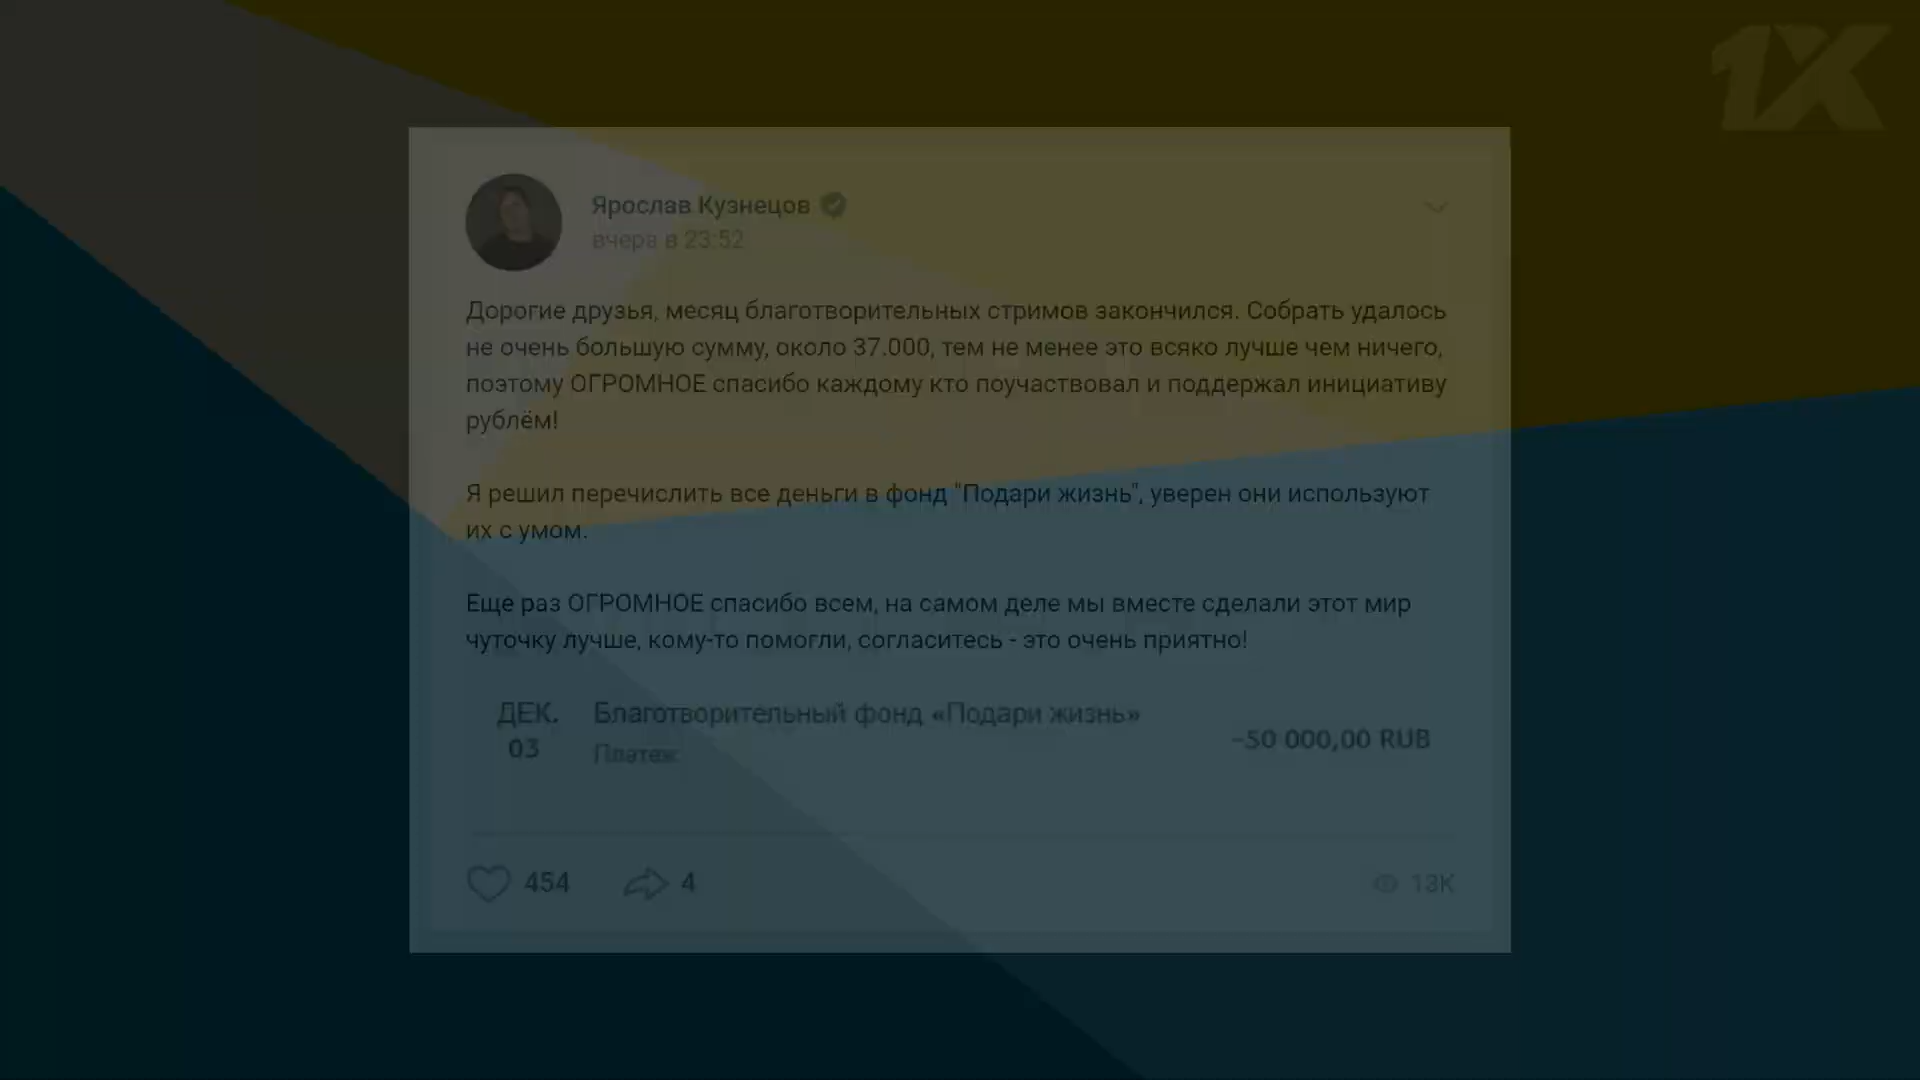 1X
Ярослав Кузнецов
вчера в 23:52
Дорогие друзья, месяц благотворительных стримов закончился. Собрать удалось
не очень большую сумму, около 37.000, тем не менее это всяко лучше чем ничего,
поэтому ОГРОМНОЕ спасибо каждому кто поучаствовал и поддержал инициативу
рублём!
Я решил перечислить все деньги в фонд "Подари жизнь", уверен они используют
их с умом.
Еще раз ОГРОМНОЕ спасибо всем, на самом деле мы вместе сделали этот мир
чуточку лучше, кому-то помогли, согласитесь - это очень приятно!
ДЕК. Благотворительный фонд «Подари жизнь»
03 Платеж -50 000,00 RUB
454 4 13K